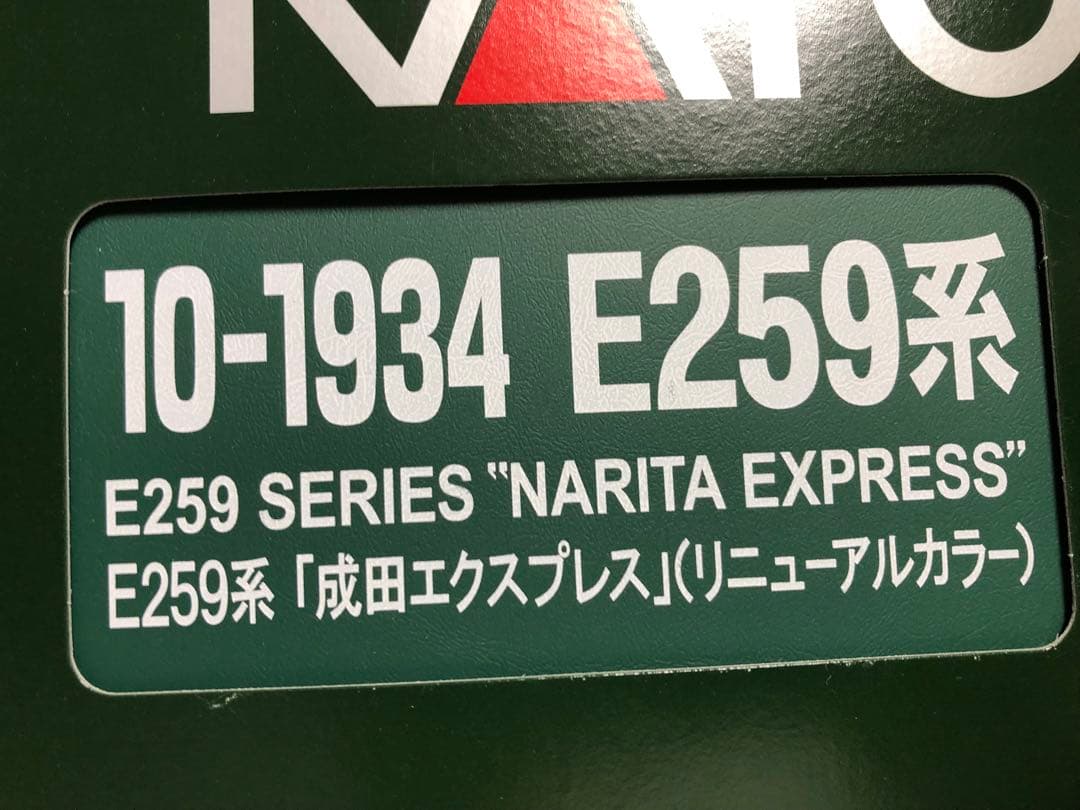 KATO
10-1934 E259系
E259 SERIES “NARITA EXPRESS”
E259系「成田エクスプレス」(リニューアルカラー)